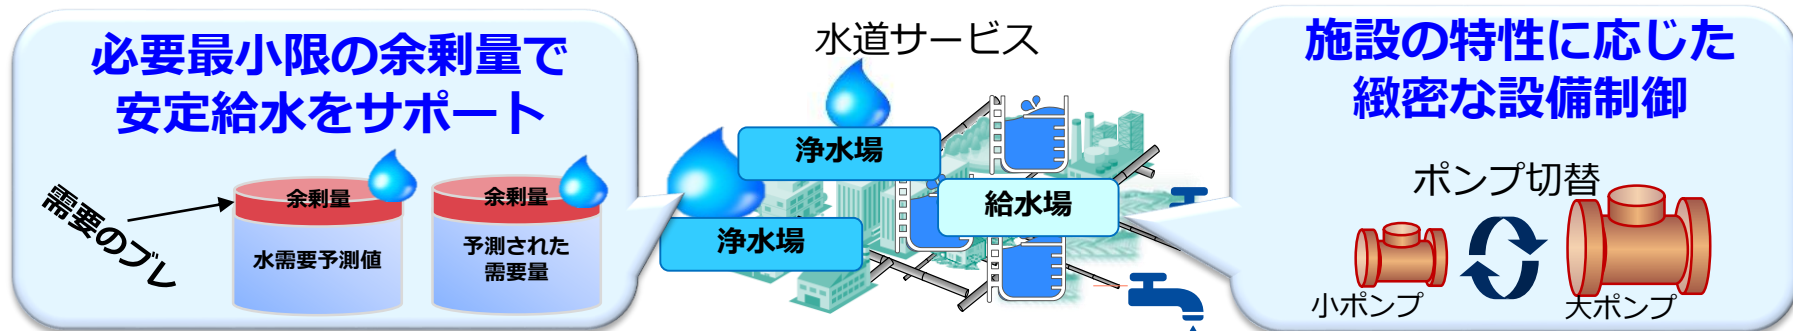 必要最小限の余剰量で
安定給水をサポート
需要のブレ
余剰量
水需要予測値
余剰量
予測された
需要量
水道サービス
浄水場
浄水場
給水場
施設の特性に応じた
緻密な設備制御
ポンプ切替
小ポンプ
大ポンプ